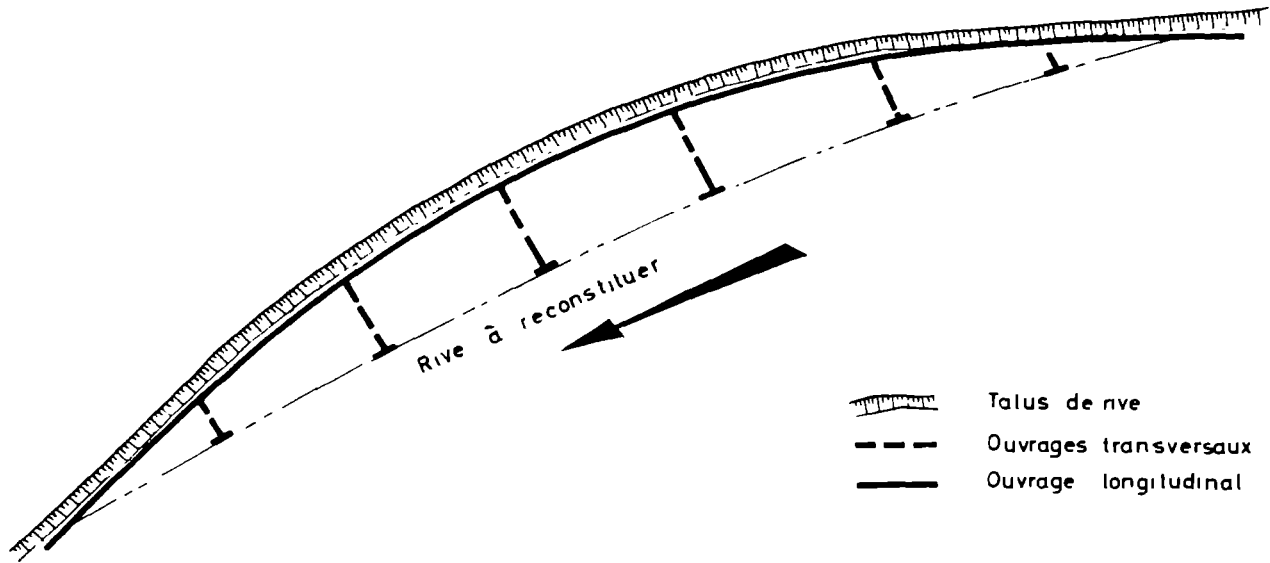 Rive à reconstituer
Talus de rive
Ouvrages transversaux
Ouvrage longitudinal